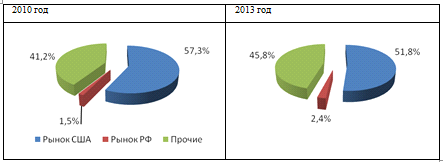 2010 год
2013 год
41,2%
57,3%
1,5%
45,8%
51,8%
2,4%
Рынок США Рынок РФ Прочие